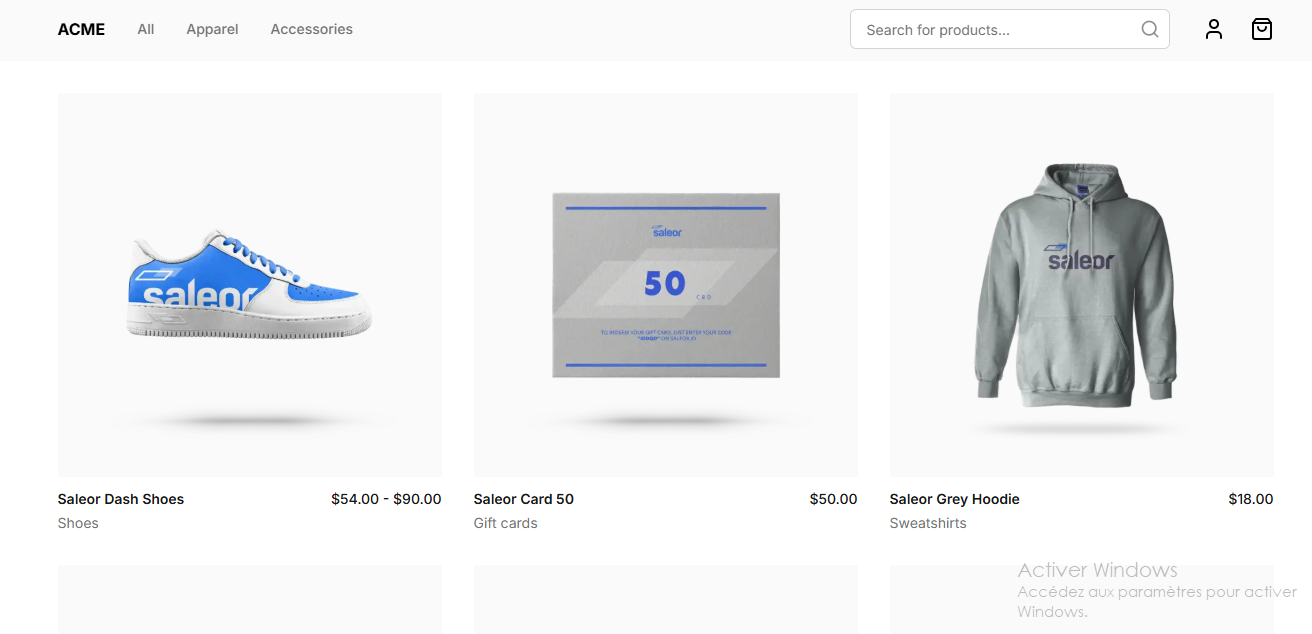 ACME
All
Apparel
Accessories
Search for products...
saleor
saleor
50
CARD
TO REDEEM YOUR GIFT CARD, JUST ENTER YOUR CODE
ON SALEOR.IO
saleor
Saleor Dash Shoes
$54.00 - $90.00
Shoes
Saleor Card 50
$50.00
Gift cards
Saleor Grey Hoodie
$18.00
Sweatshirts
Activer Windows
Accédez aux paramètres pour activer
Windows.